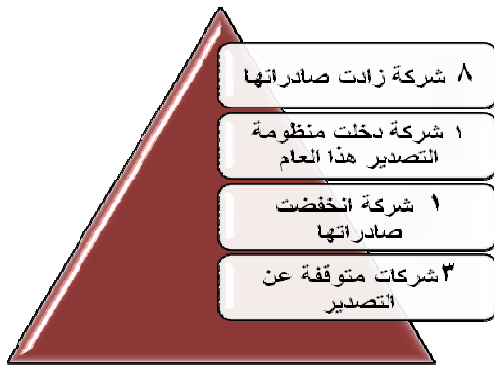 ٨ شركة زادت صادراتها
١ شركة دخلت منظومة
التصدير هذا العام
١ شركة انخفضت
صادراتها
٣شركات متوقفة عن
التصدير